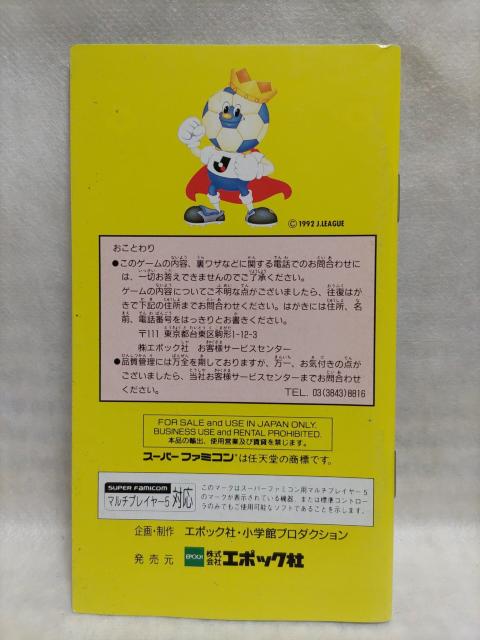 © 1992 J.LEAGUE
おことわり
●このゲームの内容、裏ワザなどに関する電話でのお問合わせに
は、一切お答えできませんのでご了承ください。
ゲームの内容についてご不明な点がございましたら、往復はが
きで下記の住所までお問合わせください。はがきには住所、名
前、電話番号をはっきりとお書きください。
〒111 東京都台東区駒形1-12-3
㈱エポック社 お客様サービスセンター
●品質管理には万全を期しておりますが、万一、お気付きの点が
ございましたら、当社お客様サービスセンターまでお問合わせ
ください。 TEL. 03(3843)8816
FOR SALE and USE IN JAPAN ONLY.
BUSINESS USE and RENTAL PROHIBITED.
本品の輸出、使用営業及び賃貸を禁じます。
スーパーファミコンは任天堂の商標です。
SUPER FAMICOM
マルチプレイヤー5対応
このマークはスーパーファミコン用マルチプレイヤー5
のマークが表示されている機器、または標準コントロー
ラのみでもご使用可能なソフトであることを示します。
企画・制作 エポック社・小学館プロダクション
発売元 EPOCH 株式会社 エポック社